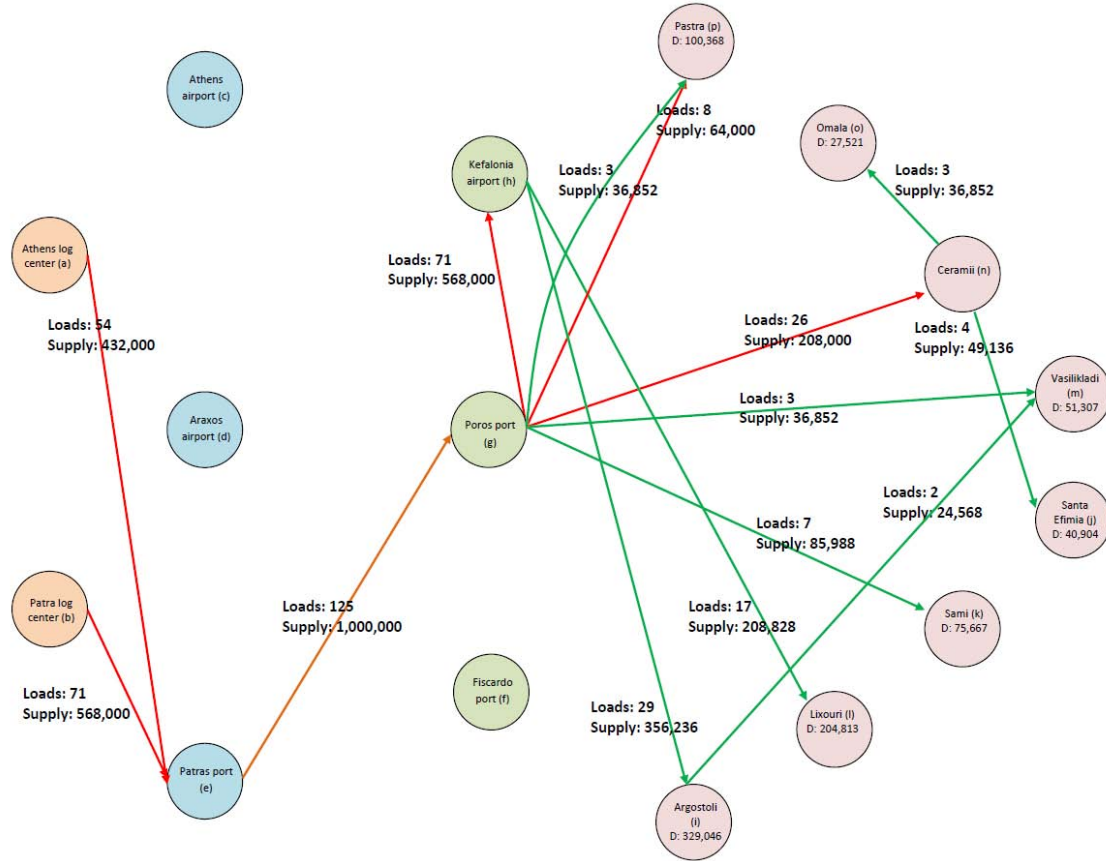 Pastra (p)
D: 100,368
Athens
airport (c)
Loads: 8
Supply: 64,000
Omala (o)
D: 27,521
Kefalonia
airport (h)
Loads: 3
Supply: 36,852
Loads: 3
Supply: 36,852
Athens log
center (a)
Loads: 71
Supply: 568,000
Ceramii (n)
Loads: 54
Supply: 432,000
Loads: 26
Supply: 208,000
Loads: 4
Supply: 49,136
Vasilikladi
(m)
D: 51,307
Araxos
airport (d)
Poros port
(g)
Loads: 3
Supply: 36,852
Loads: 2
Supply: 24,568
Santa
Efimia (j)
D: 40,904
Loads: 7
Supply: 85,988
Patra log
center (b)
Loads: 125
Supply: 1,000,000
Loads: 17
Supply: 208,828
Sami (k)
D: 75,667
Loads: 71
Supply: 568,000
Fiscardo
port (f)
Loads: 29
Supply: 356,236
Lixouri (l)
D: 204,813
Patras port
(e)
Argostoli
(i)
D: 329,046